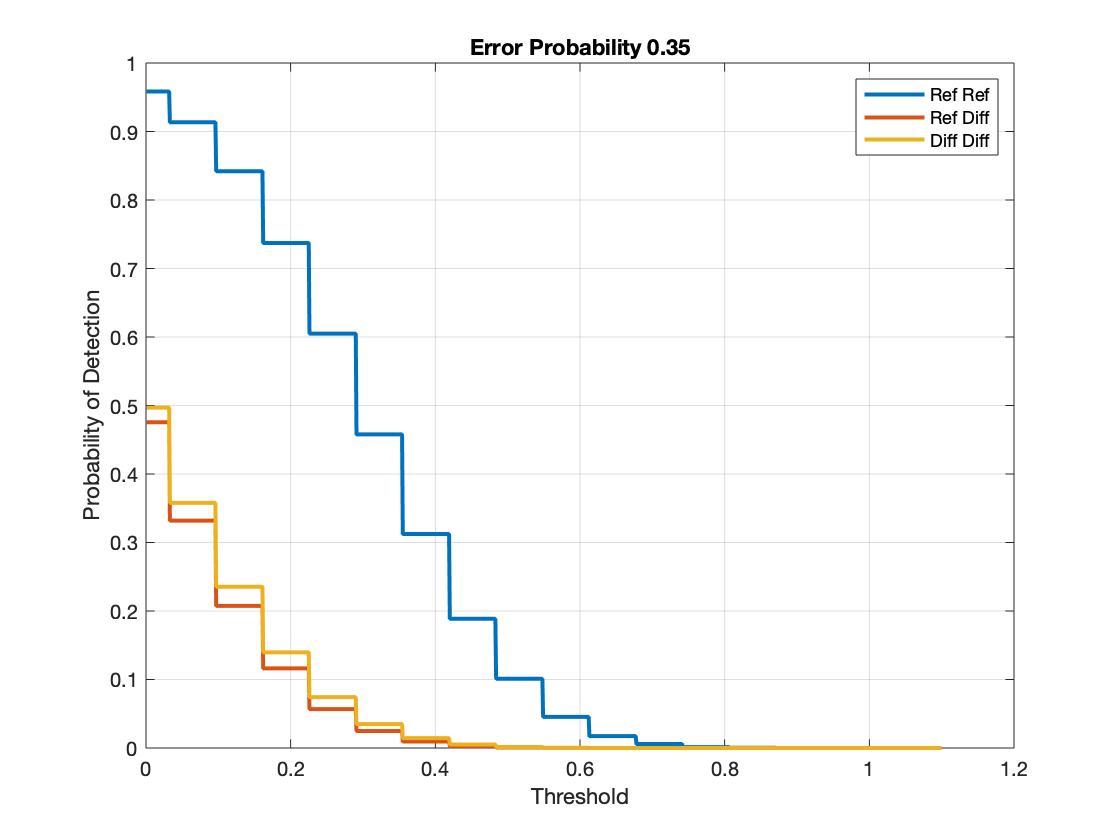 Error Probability 0.35
Ref Ref
Ref Diff
Diff Diff
Probability of Detection
1
0.9
0.8
0.7
0.6
0.5
0.4
0.3
0.2
0.1
0
0 0.2 0.4 0.6 0.8 1 1.2
Threshold